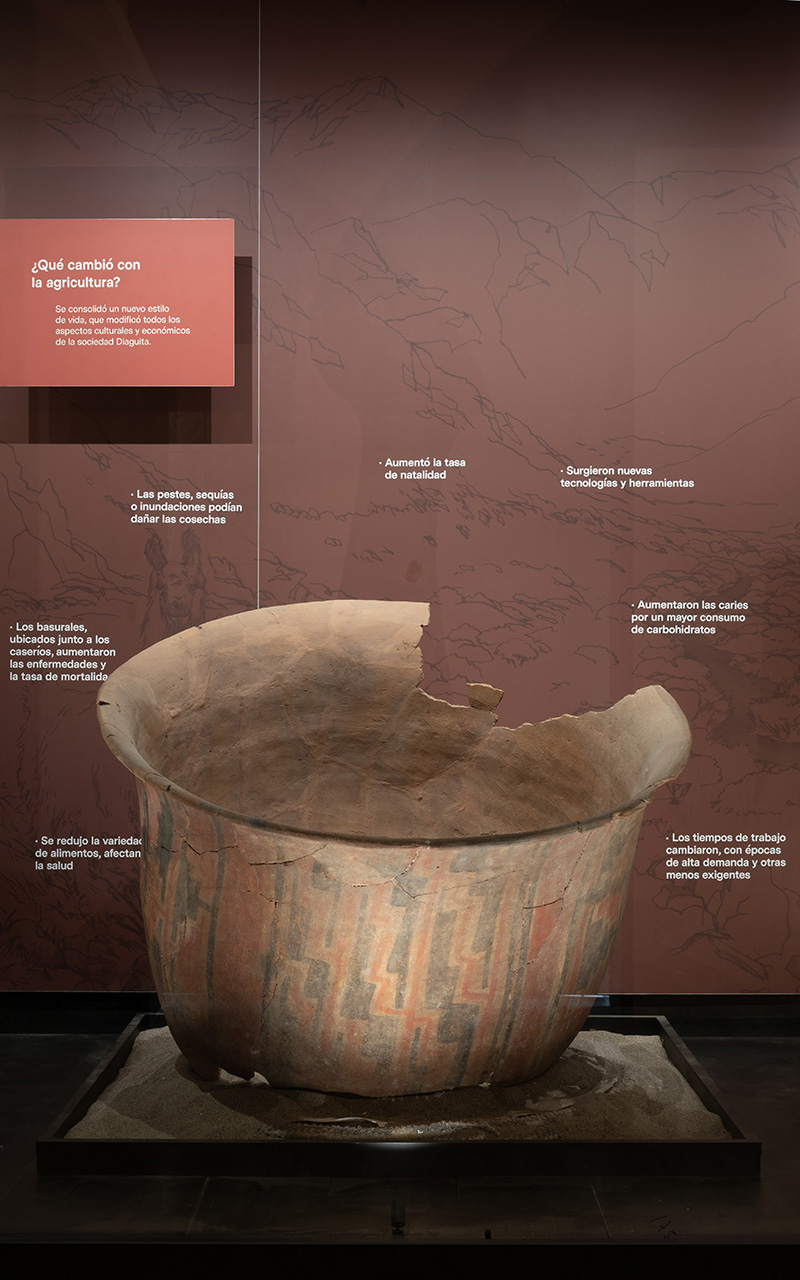 ¿Qué cambió con
la agricultura?
Se consolidó un nuevo estilo
de vida, que modificó todos los
aspectos culturales y económicos
de la sociedad Diaguita.
· Aumentó la tasa
de natalidad
· Surgieron nuevas
tecnologías y herramientas
· Las pestes, sequías
o inundaciones podían
dañar las cosechas
· Aumentaron las caries
por un mayor consumo
de carbohidratos
· Los basurales,
ubicados junto a los
caseríos, aumentaron
las enfermedades y
la tasa de mortalida
· Se redujo la variedad
de alimentos, afectan
la salud
· Los tiempos de trabajo
cambiaron, con épocas
de alta demanda y otras
menos exigentes